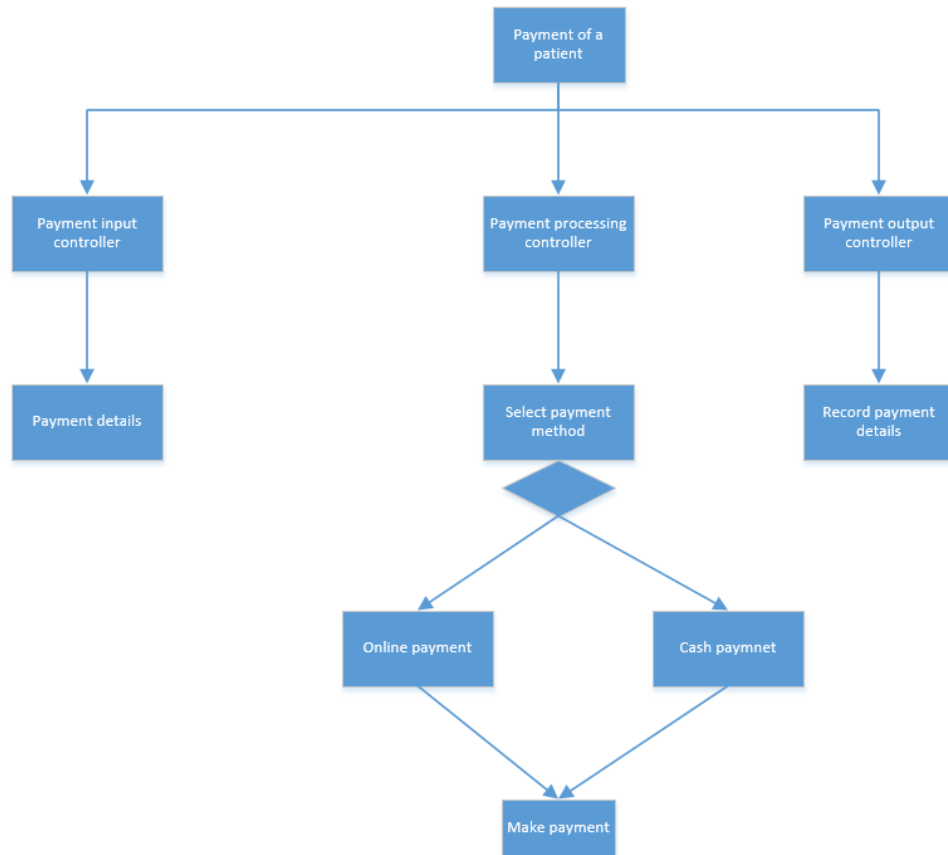 Payment of a
patient
Payment input
controller
Payment processing
controller
Payment output
controller
Payment details
Select payment
method
Record payment
details
Online payment
Cash paymnet
Make payment